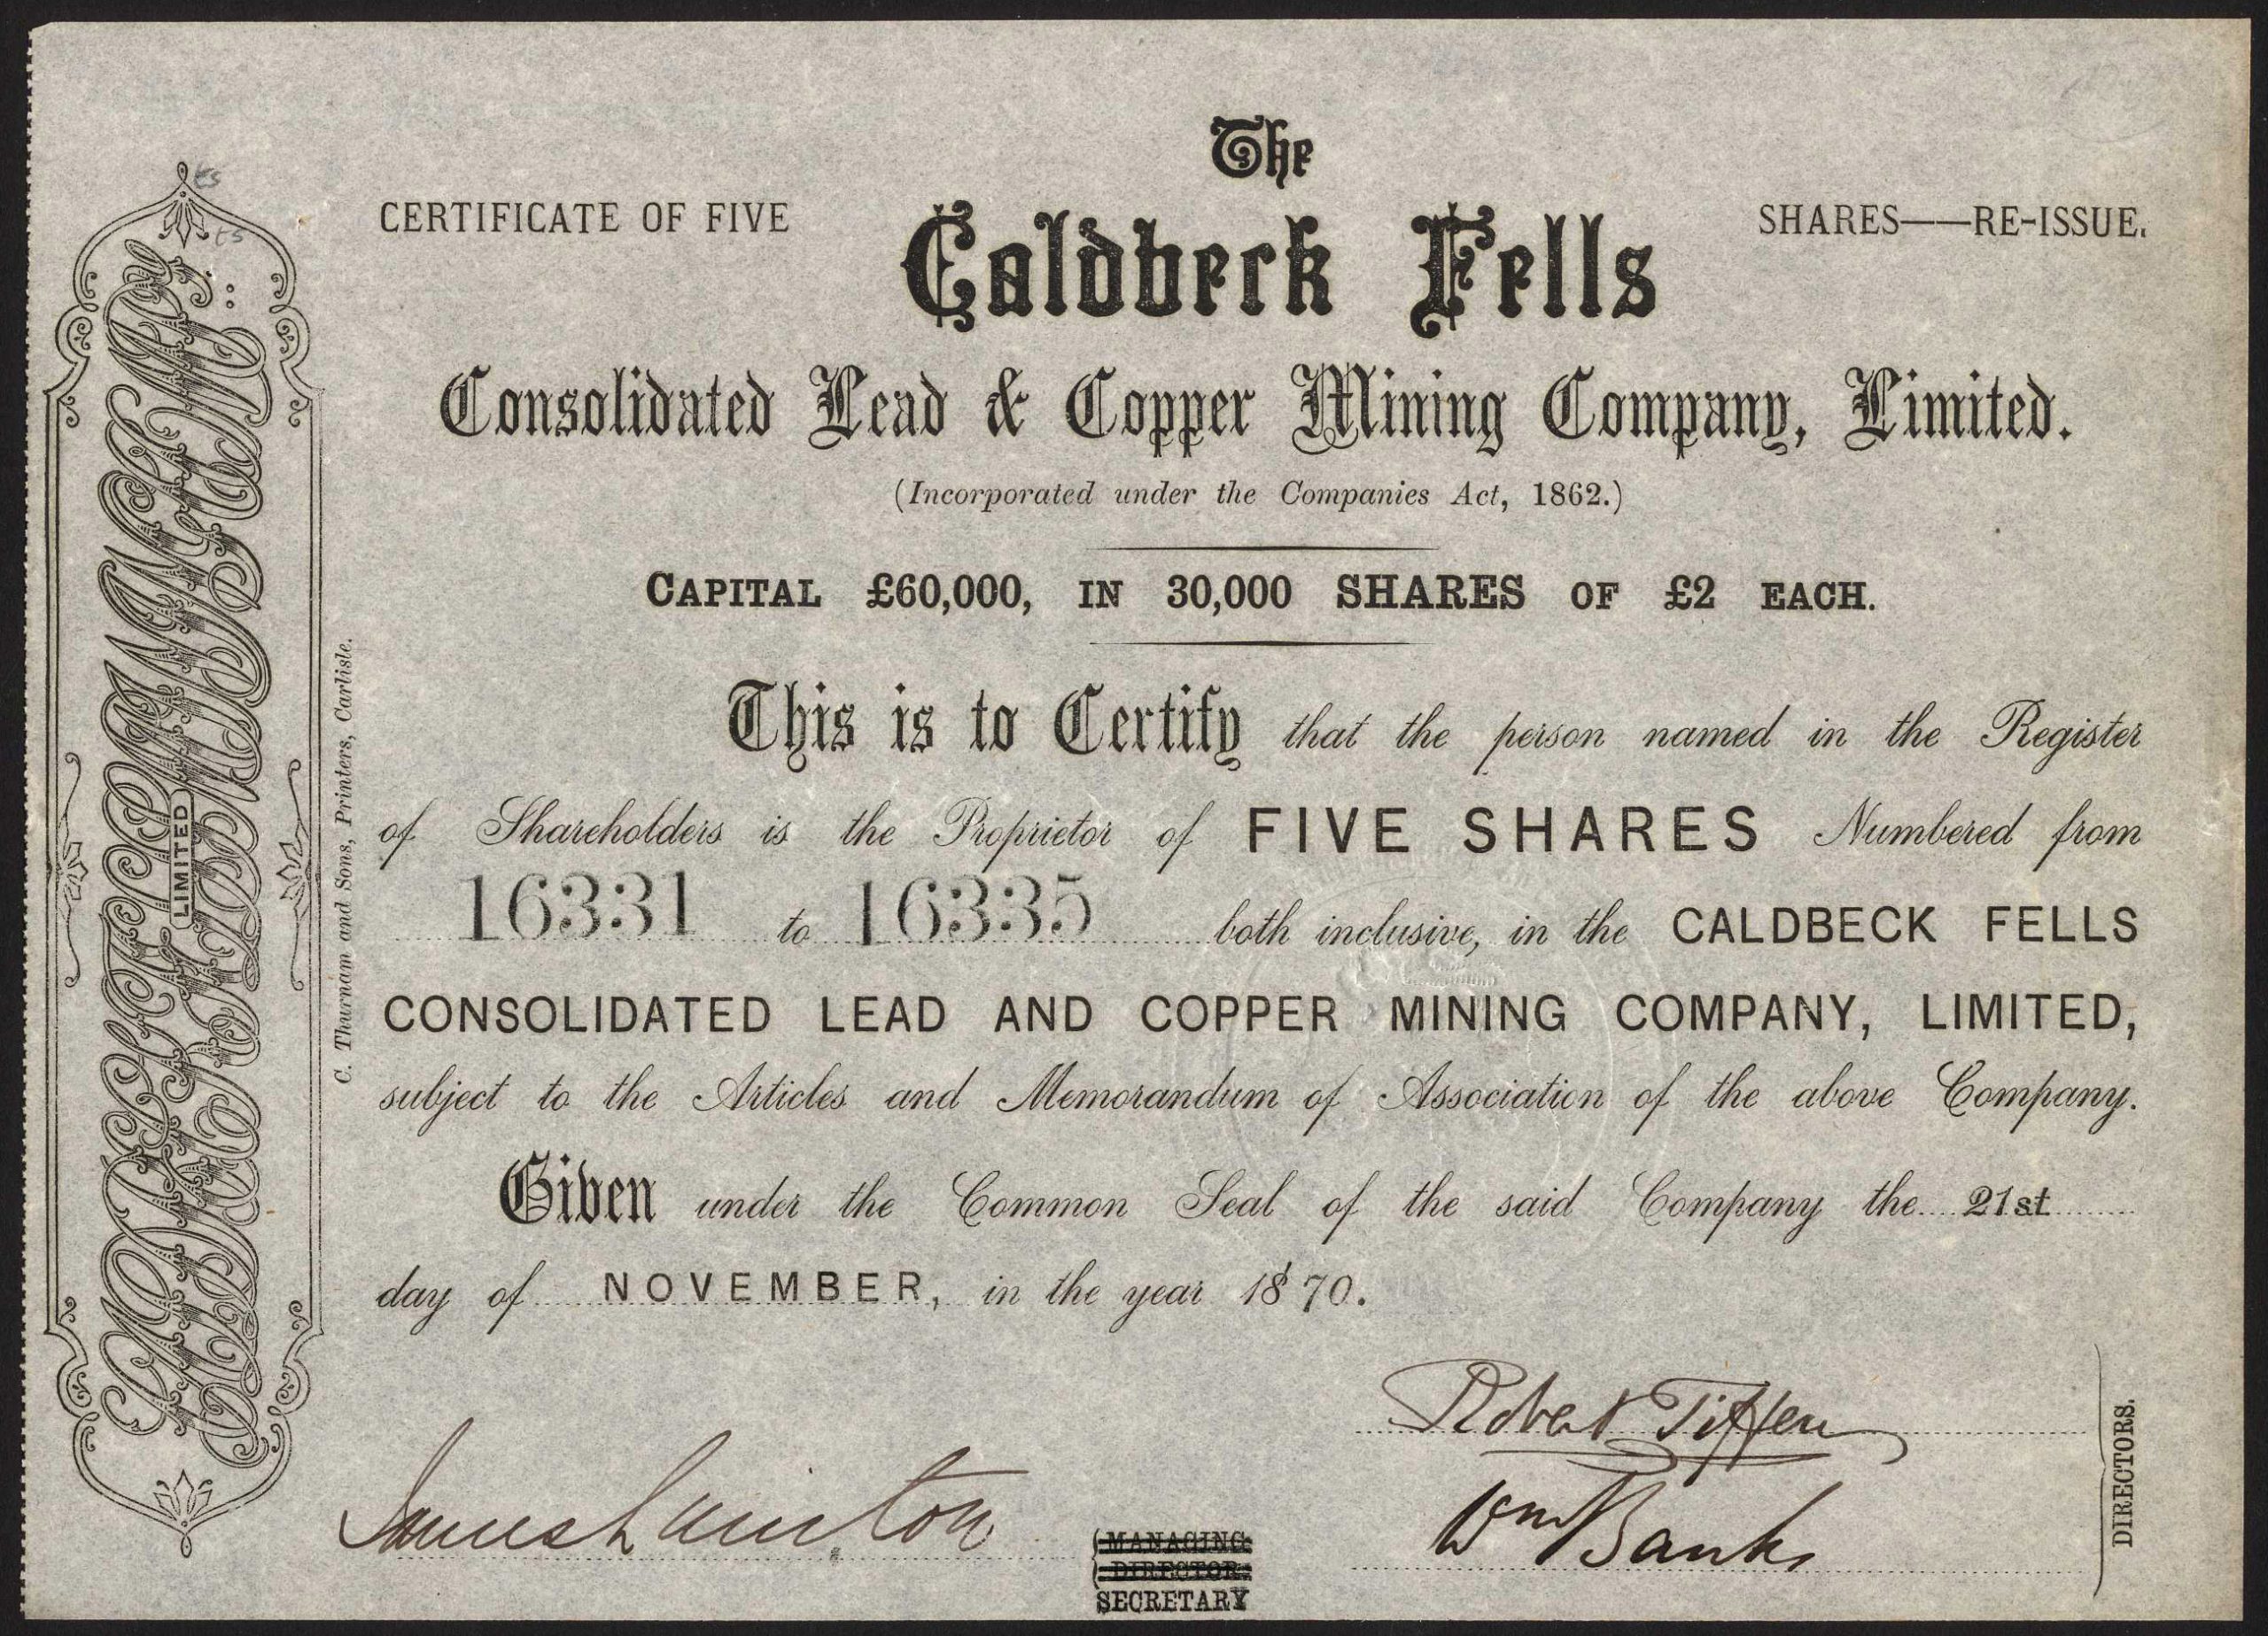 The
CERTIFICATE OF FIVE SHARES——RE-ISSUE.
Caldbeck Fells
Consolidated Lead & Copper Mining Company, Limited.
(Incorporated under the Companies Act, 1862.)
CAPITAL £60,000, IN 30,000 SHARES OF £2 EACH.
This is to Certify that the person named in the Register
of Shareholders is the Proprietor of FIVE SHARES Numbered from
16331 to 16335 both inclusive, in the CALDBECK FELLS
CONSOLIDATED LEAD AND COPPER MINING COMPANY, LIMITED,
subject to the Articles and Memorandum of Association of the above Company.
Given under the Common Seal of the said Company the 21st
day of NOVEMBER, in the year 1870.
Robert Tiffen
Wm Banks
DIRECTORS.
James
MANAGING
DIRECTOR
SECRETARY
C. Thurnam and Sons, Printers, Carlisle.
LIMITED